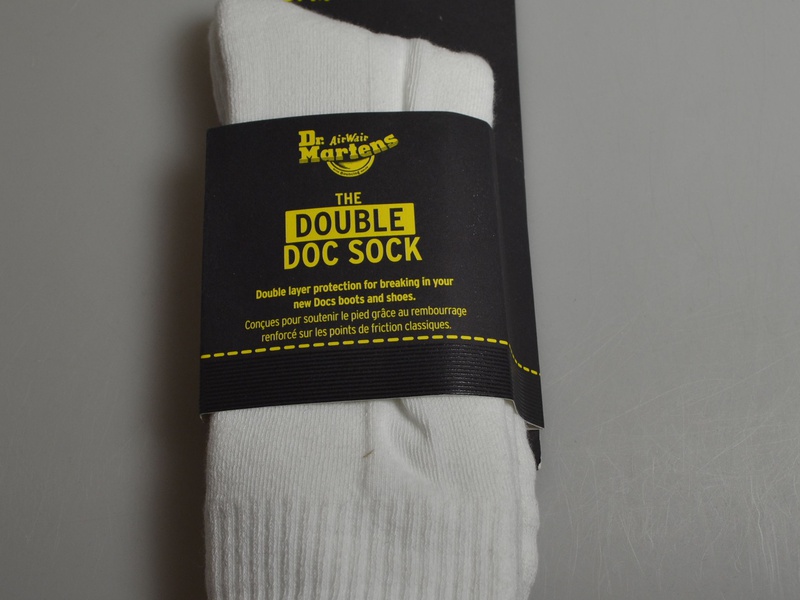 Dr. AirWair
Martens
THE
DOUBLE
DOC SOCK
Double layer protection for breaking in your
new Docs boots and shoes.
Conçues pour soutenir le pied grâce au rembourrage
renforcé sur les points de friction classiques.